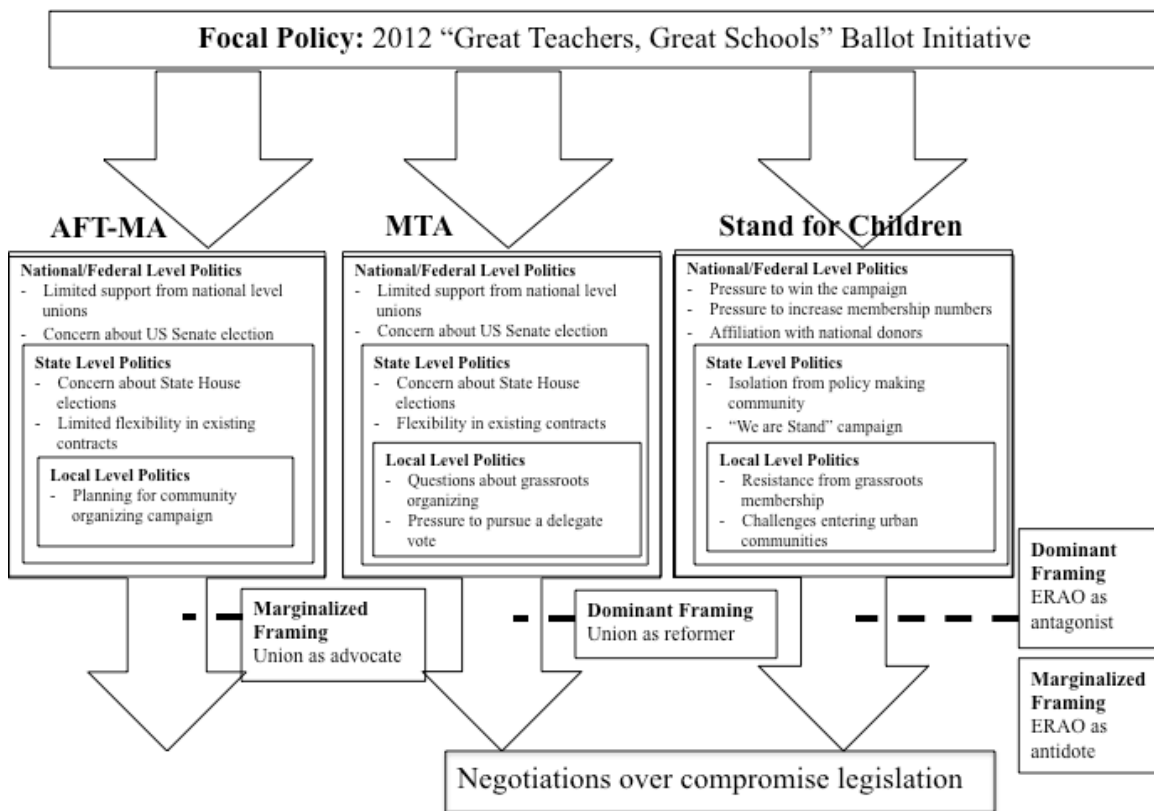 Focal Policy: 2012 “Great Teachers, Great Schools” Ballot Initiative
AFT-MA
National/Federal Level Politics
- Limited support from national level
unions
- Concern about US Senate election
State Level Politics
- Concern about State House
elections
- Limited flexibility in existing
contracts
Local Level Politics
- Planning for community
organizing campaign
MTA
National/Federal Level Politics
- Limited support from national level
unions
- Concern about US Senate election
State Level Politics
- Concern about State House
elections
- Flexibility in existing contracts
Local Level Politics
- Questions about grassroots
organizing
- Pressure to pursue a delegate
vote
Stand for Children
National/Federal Level Politics
- Pressure to win the campaign
- Pressure to increase membership numbers
- Affiliation with national donors
State Level Politics
- Isolation from policy making
community
- “We are Stand” campaign
Local Level Politics
- Resistance from grassroots
membership
- Challenges entering urban
communities
Marginalized
Framing
Union as advocate
Dominant Framing
Union as reformer
Dominant
Framing
ERAO as
antagonist
Marginalized
Framing
ERAO as
antidote
Negotiations over compromise legislation